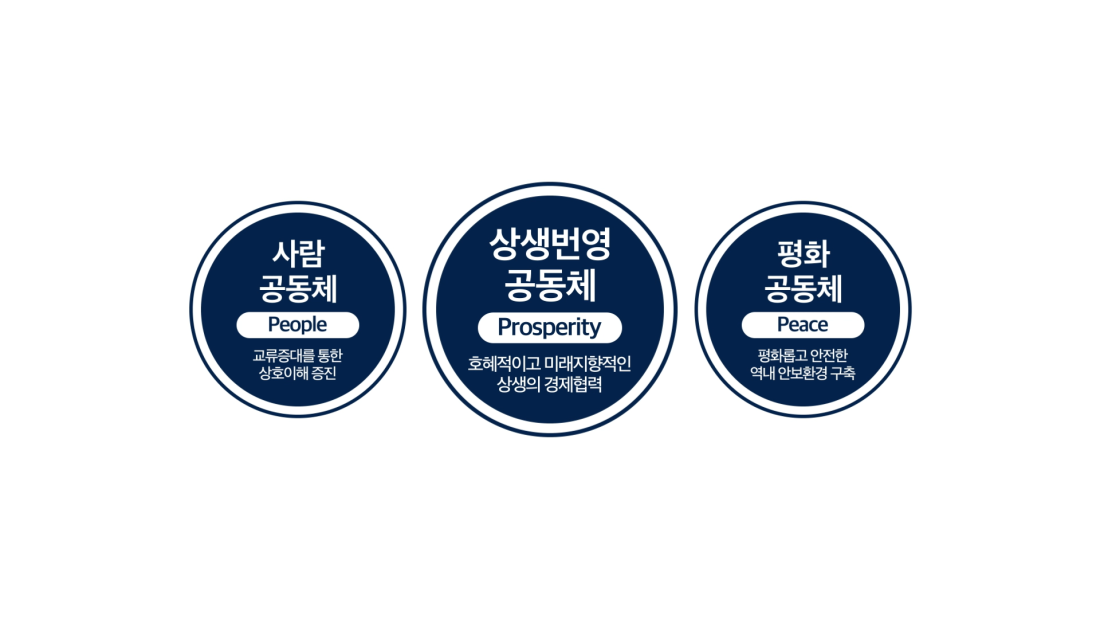 사람
공동체
People
교류증대를 통한
상호이해 증진
상생번영
공동체
Prosperity
호혜적이고 미래지향적인
상생의 경제협력
평화
공동체
Peace
평화롭고 안전한
역내 안보환경 구축